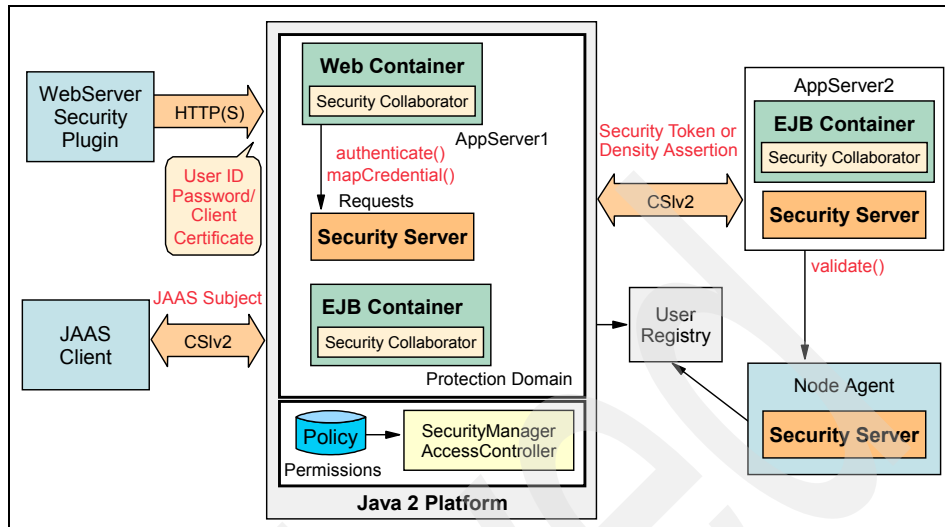 WebServer
Security
Plugin
HTTP(S)
User ID
Password/
Client
Certificate
JAAS Subject
JAAS
Client
CSIv2
Web Container
Security Collaborator
AppServer1
authenticate()
mapCredential()
Requests
Security Server
EJB Container
Security Collaborator
Protection Domain
Policy
Permissions
SecurityManager
AccessController
Java 2 Platform
Security Token or
Density Assertion
CSIv2
AppServer2
EJB Container
Security Collaborator
Security Server
validate()
User
Registry
Node Agent
Security Server